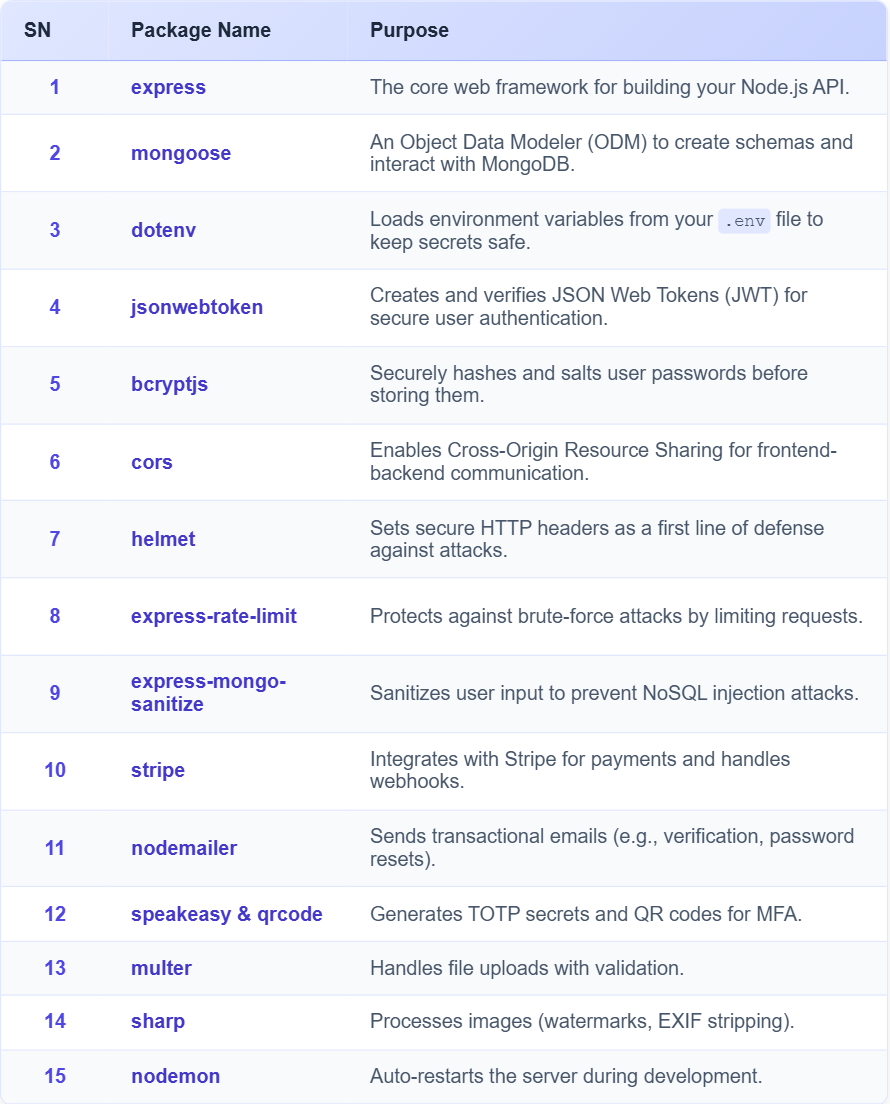 SN Package Name Purpose
1 express The core web framework for building your Node.js API.
2 mongoose An Object Data Modeler (ODM) to create schemas and
interact with MongoDB.
3 dotenv Loads environment variables from your .env file to
keep secrets safe.
4 jsonwebtoken Creates and verifies JSON Web Tokens (JWT) for
secure user authentication.
5 bcryptjs Securely hashes and salts user passwords before
storing them.
6 cors Enables Cross-Origin Resource Sharing for frontend-
backend communication.
7 helmet Sets secure HTTP headers as a first line of defense
against attacks.
8 express-rate-limit Protects against brute-force attacks by limiting requests.
9 express-mongo-
sanitize Sanitizes user input to prevent NoSQL injection attacks.
10 stripe Integrates with Stripe for payments and handles
webhooks.
11 nodemailer Sends transactional emails (e.g., verification, password
resets).
12 speakeasy & qrcode Generates TOTP secrets and QR codes for MFA.
13 multer Handles file uploads with validation.
14 sharp Processes images (watermarks, EXIF stripping).
15 nodemon Auto-restarts the server during development.